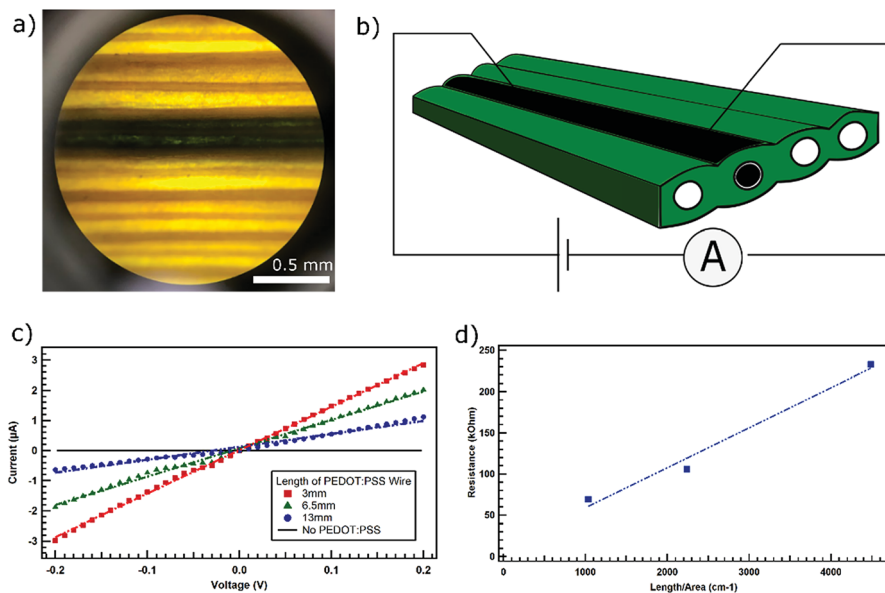 a)
0.5 mm
b)
A
c)
3
2
1
0
-1
-2
-3
Current (µA)
-0.2
-0.1
0.0
0.1
0.2
Voltage (V)
Length of PEDOT:PSS Wire
3mm
6.5mm
13mm
No PEDOT:PSS
d)
250
200
150
100
50
0
Resistance (kOhm)
0
1000
2000
3000
4000
Length/Area (cm-1)